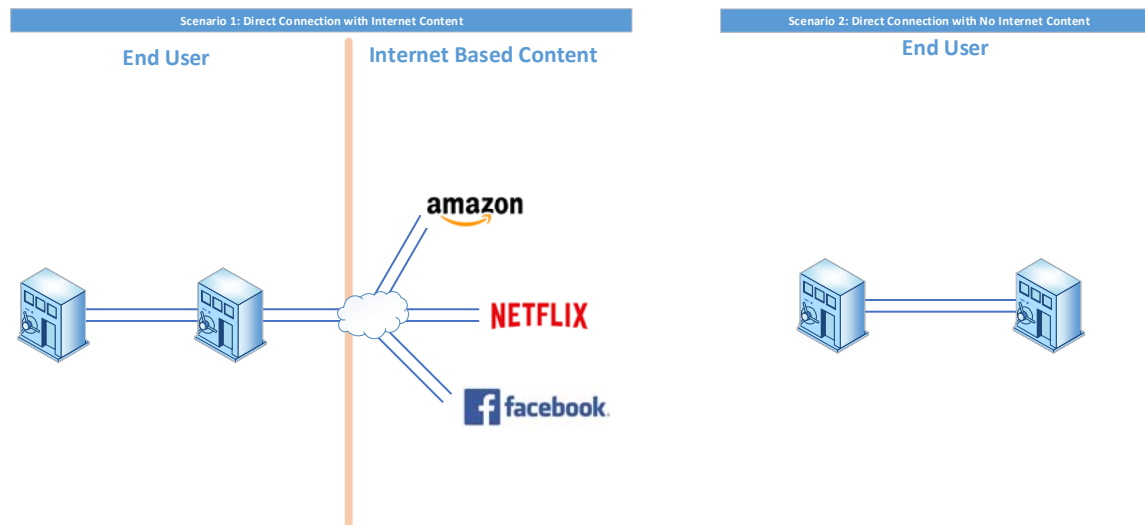 Scenario 1: Direct Connection with Internet Content
End User
Internet Based Content
amazon
NETFLIX
facebook.
Scenario 2: Direct Connection with No Internet Content
End User